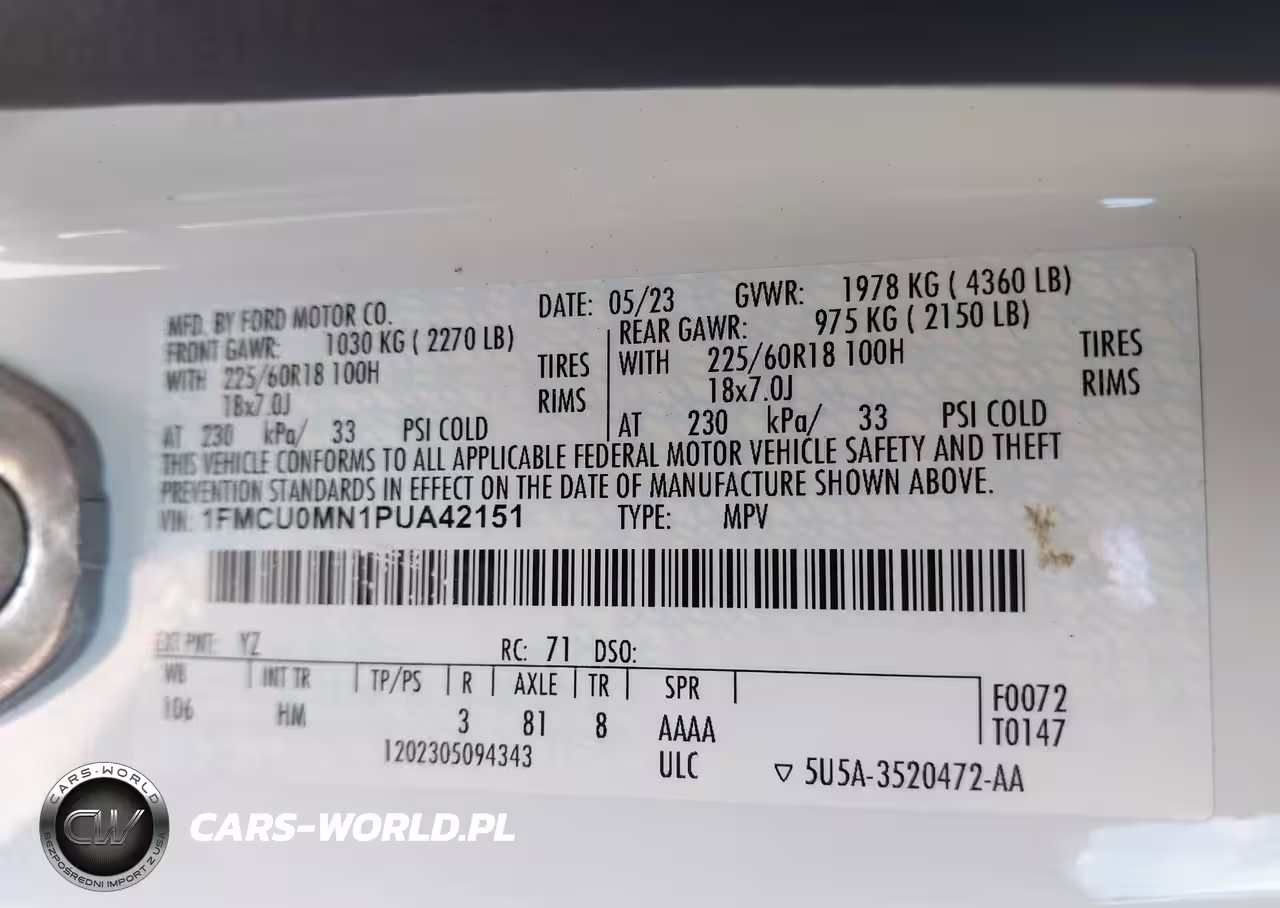 MFD. BY FORD MOTOR CO. DATE: 05/23 GVWR: 1978 KG ( 4360 LB)
FRONT GAWR: 1030 KG ( 2270 LB) REAR GAWR: 975 KG ( 2150 LB)
WITH 225/60R18 100H TIRES WITH 225/60R18 100H TIRES
18x7.0J RIMS 18x7.0J RIMS
AT 230 kPa/ 33 PSI COLD AT 230 kPa/ 33 PSI COLD
THIS VEHICLE CONFORMS TO ALL APPLICABLE FEDERAL MOTOR VEHICLE SAFETY AND THEFT
PREVENTION STANDARDS IN EFFECT ON THE DATE OF MANUFACTURE SHOWN ABOVE.
VIN: 1FMCU0MN1PUA42151 TYPE: MPV
EXT PNT: YZ RC: 71 DSO:
WB INT TR TP/PS R AXLE TR SPR F0072
106 HM 3 81 8 AAAA T0147
1202305094343 ULC ▽ 5U5A-3520472-AA
CARS-WORLD
CW
BEZPOŚREDNI IMPORT Z USA
CARS-WORLD.PL